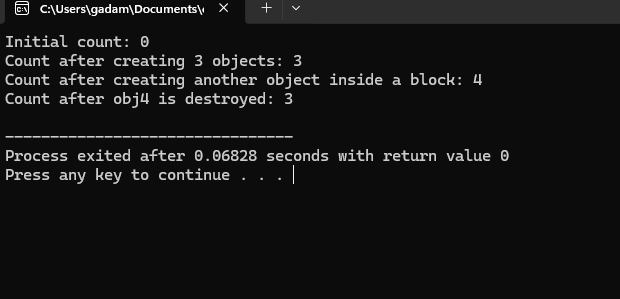 C:\Users\gadam\Documents\
Initial count: 0
Count after creating 3 objects: 3
Count after creating another object inside a block: 4
Count after obj4 is destroyed: 3
--------------------------------
Process exited after 0.06828 seconds with return value 0
Press any key to continue . . .